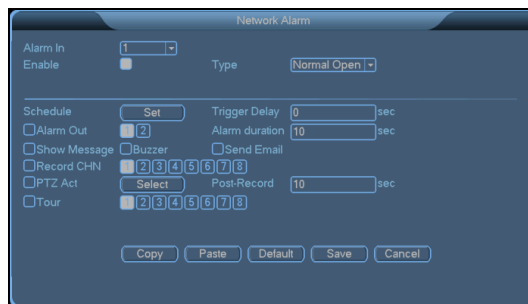 Network Alarm
Alarm In 1
Enable Type Normal Open
Schedule Set Trigger Delay 0 sec
Alarm Out 1 2 Alarm duration 10 sec
Show Message Buzzer Send Email
Record CHN 1 2 3 4 5 6 7 8
PTZ Act Select Post-Record 10 sec
Tour 1 2 3 4 5 6 7 8
Copy Paste Default Save Cancel